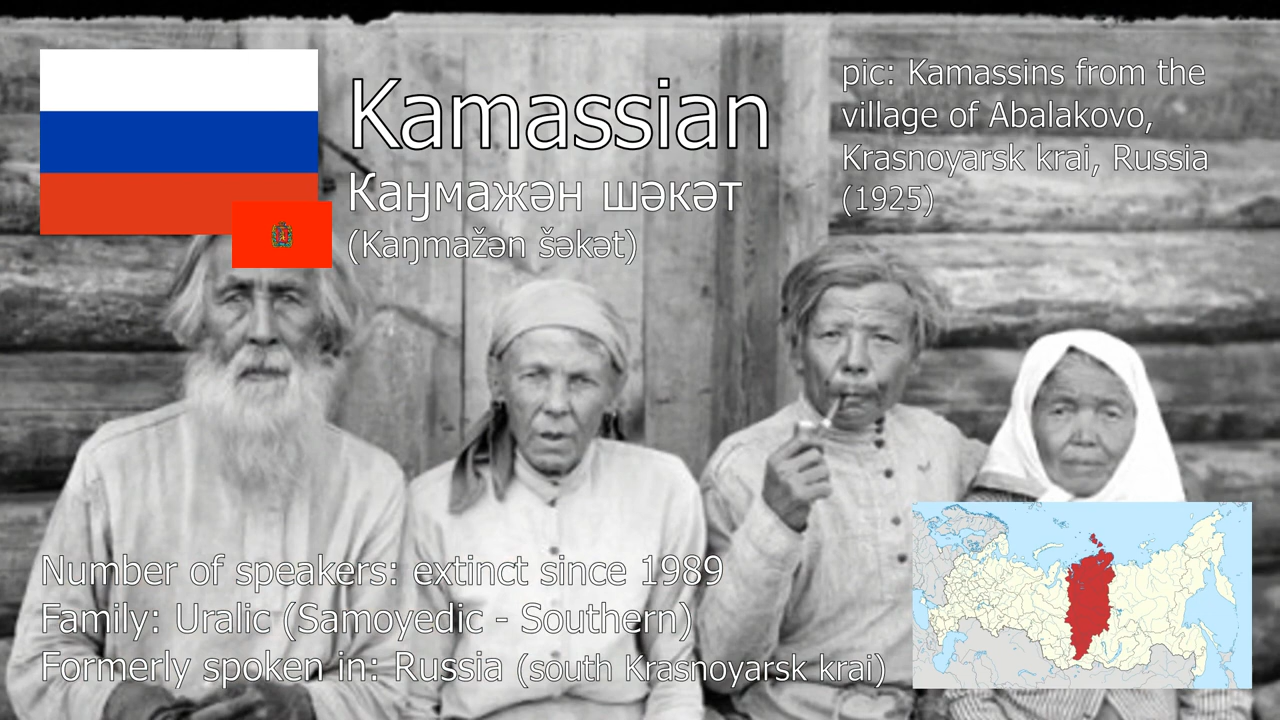 Kamassian
Каӈмажән шәкәт
(Kaŋmažən šəkət)
pic: Kamassins from the
village of Abalakovo,
Krasnoyarsk krai, Russia
(1925)
Number of speakers: extinct since 1989
Family: Uralic (Samoyedic - Southern)
Formerly spoken in: Russia (south Krasnoyarsk krai)